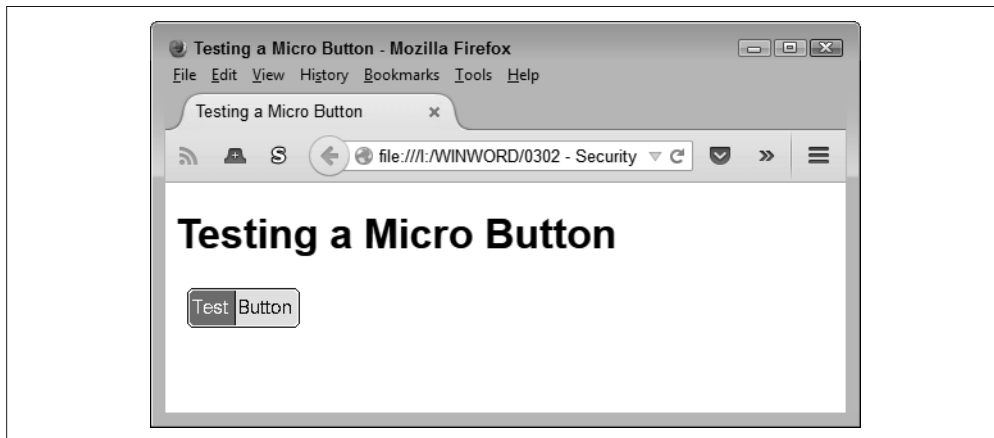 Testing a Micro Button - Mozilla Firefox
File Edit View History Bookmarks Tools Help
Testing a Micro Button
S file:///I:/WINWORD/0302 - Security
Testing a Micro Button
Test Button